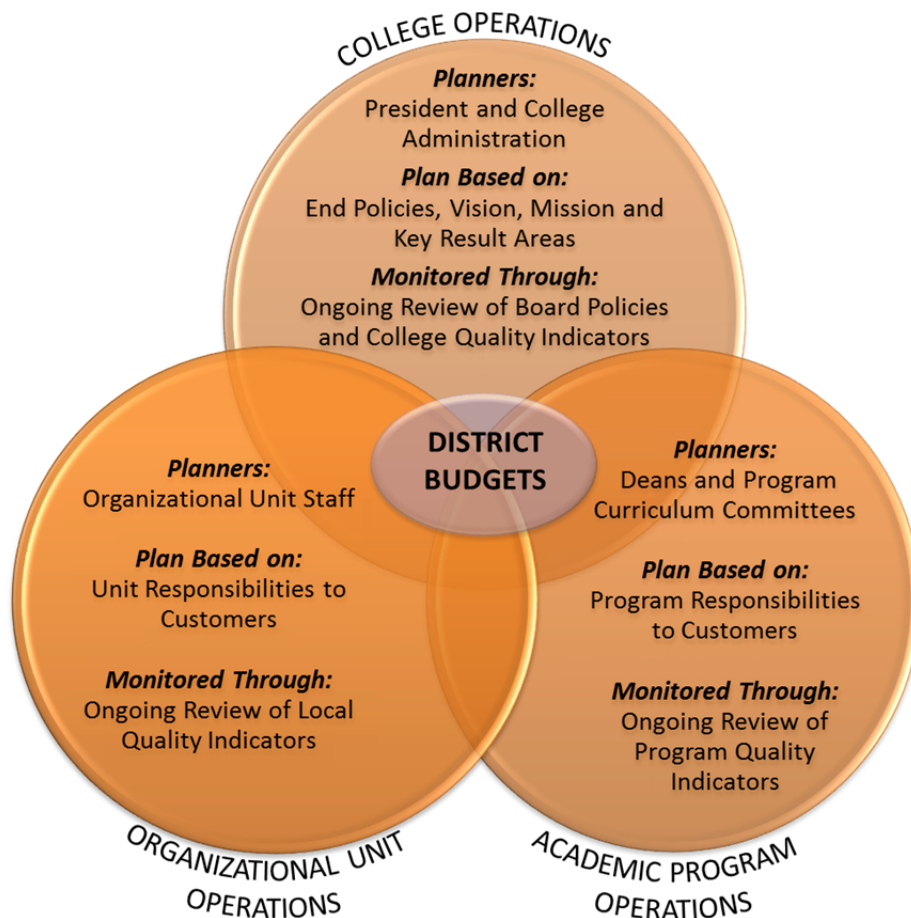 COLLEGE OPERATIONS
Planners:
President and College
Administration
Plan Based on:
End Policies, Vision, Mission and
Key Result Areas
Monitored Through:
Ongoing Review of Board Policies
and College Quality Indicators
DISTRICT
BUDGETS
Planners:
Organizational Unit Staff
Plan Based on:
Unit Responsibilities to
Customers
Monitored Through:
Ongoing Review of Local
Quality Indicators
ORGANIZATIONAL UNIT
OPERATIONS
Planners:
Deans and Program
Curriculum Committees
Plan Based on:
Program Responsibilities
to Customers
Monitored Through:
Ongoing Review of
Program Quality
Indicators
ACADEMIC PROGRAM
OPERATIONS